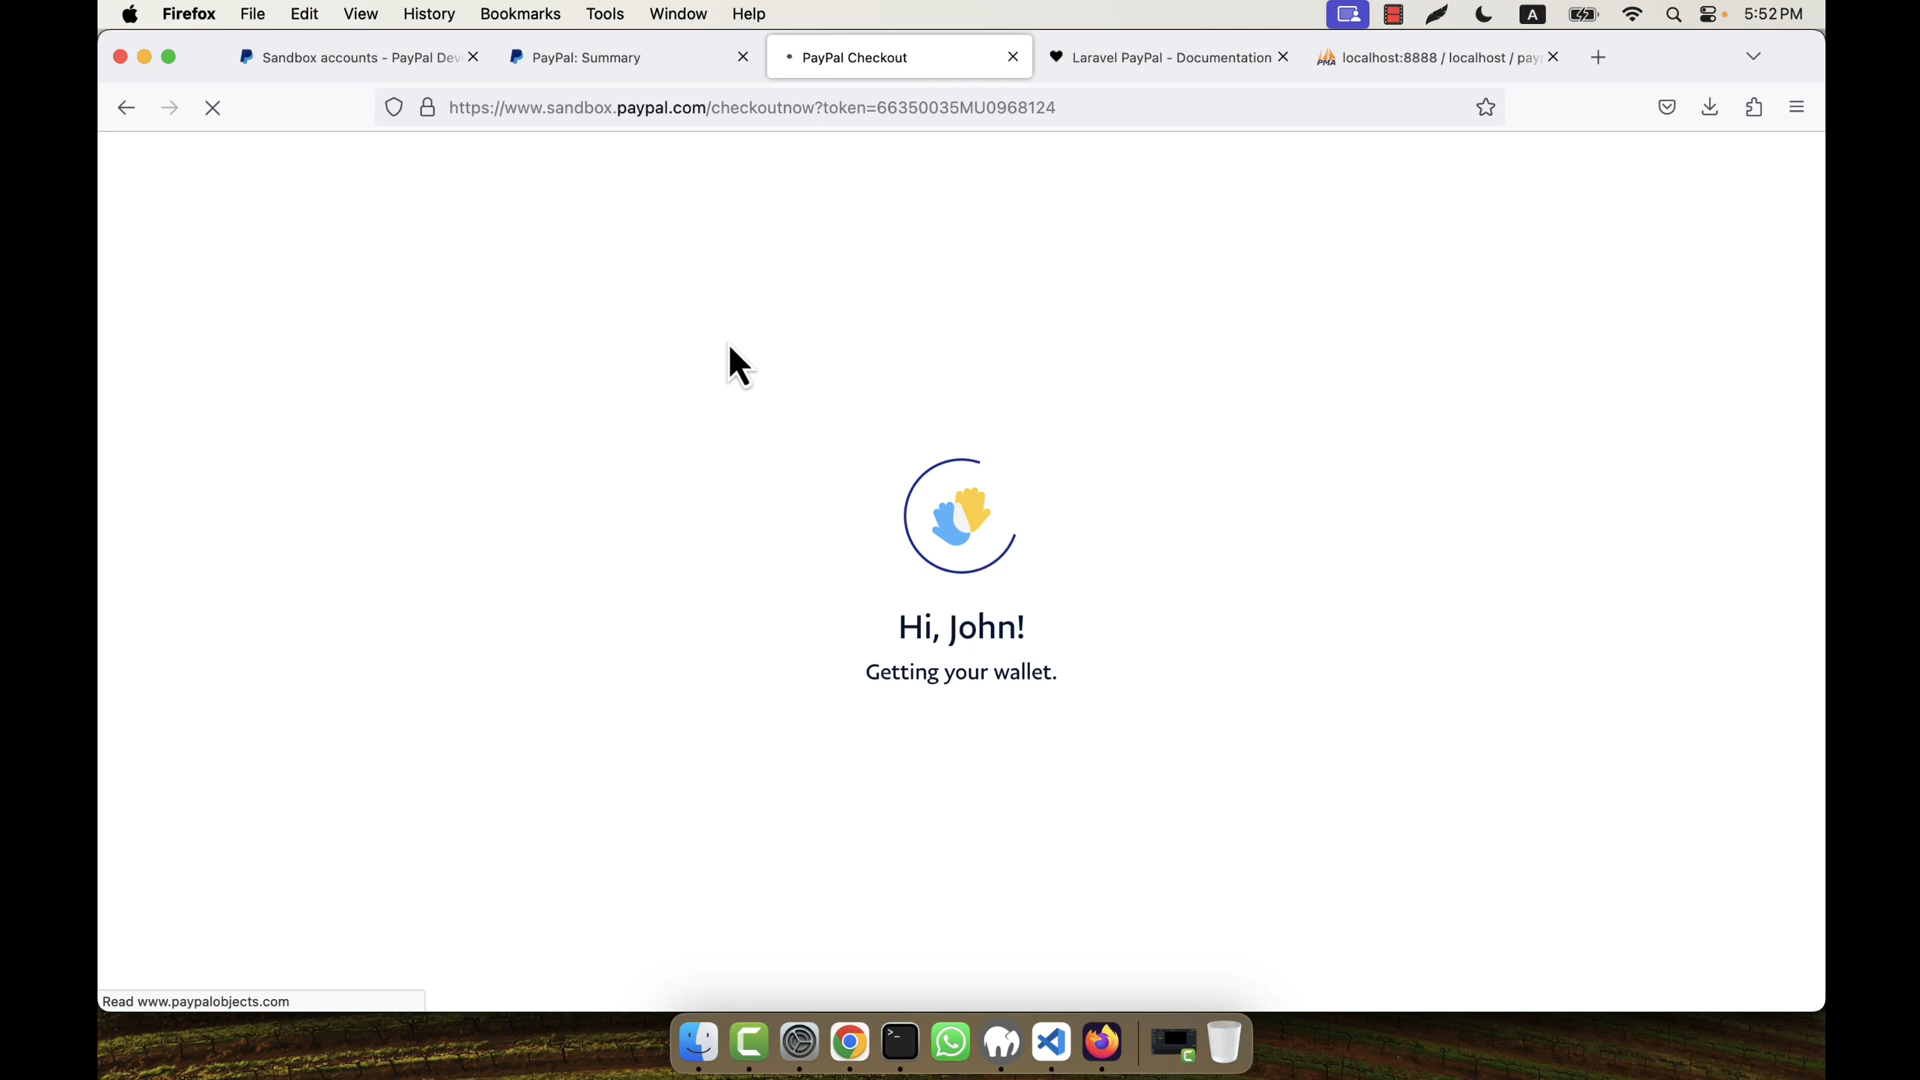 Firefox File Edit View History Bookmarks Tools Window Help A 5:52 PM
Sandbox accounts - PayPal Dev PayPal: Summary PayPal Checkout Laravel PayPal - Documentation PMA localhost:8888 / localhost / pay
https://www.sandbox.paypal.com/checkoutnow?token=66350035MU0968124
Hi, John!
Getting your wallet.
Read www.paypalobjects.com